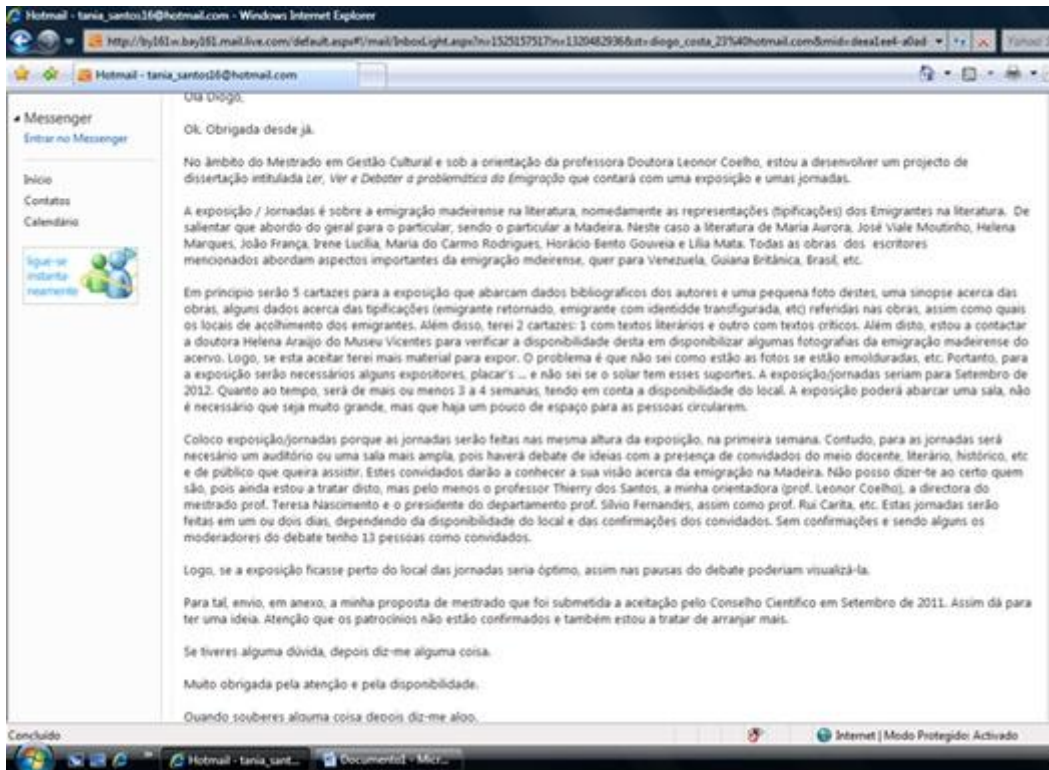 Hotmail - tania_santos16@hotmail.com - Windows Internet Explorer
Hotmail - tania_santos16@hotmail.com
Messenger
Entrar no Messenger
Início
Contatos
Calendário
ligue-se
instanta
neamente
Olá Diogo,
Ok. Obrigada desde já.
No âmbito do Mestrado em Gestão Cultural e sob a orientação da professora Doutora Leonor Coelho, estou a desenvolver um projecto de
dissertação intitulada Ler, Ver e Debater a problemática da Emigração que contará com uma exposição e umas jornadas.
A exposição / Jornadas é sobre a emigração madeirense na literatura, nomedamente as representações (tipificações) dos Emigrantes na literatura. De
salientar que abordo do geral para o particular, sendo o particular a Madeira. Neste caso a literatura de Maria Aurora, José Viale Moutinho, Helena
Marques, João França, Irene Lucília, Maria do Carmo Rodrigues, Horácio Bento Gouveia e Lília Mata. Todas as obras dos escritores
mencionados abordam aspectos importantes da emigração mdeirense, quer para Venezuela, Guiana Britânica, Brasil, etc.
Em principio serão 5 cartazes para a exposição que abarcam dados bibliograficos dos autores e uma pequena foto destes, uma sinopse acerca das
obras, alguns dados acerca das tipificações (emigrante retornado, emigrante com identidde transfigurada, etc) referidas nas obras, assim como quais
os locais de acolhimento dos emigrantes. Além disso, terei 2 cartazes: 1 com textos literários e outro com textos críticos. Além disto, estou a contactar
a doutora Helena Araújo do Museu Vicentes para verificar a disponibilidade desta em disponibilizar algumas fotografias da emigração madeirense do
acervo. Logo, se esta aceitar terei mais material para expor. O problema é que não sei como estão as fotos se estão emolduradas, etc. Portanto, para
a exposição serão necessários alguns expositores, placar's ... e não sei se o solar tem esses suportes. A exposição/jornadas seriam para Setembro de
2012. Quanto ao tempo, será de mais ou menos 3 a 4 semanas, tendo em conta a disponibilidade do local. A exposição poderá abarcar uma sala, não
é necessário que seja muito grande, mas que haja um pouco de espaço para as pessoas circularem.
Coloco exposição/jornadas porque as jornadas serão feitas nas mesma altura da exposição, na primeira semana. Contudo, para as jornadas será
necesário um auditório ou uma sala mais ampla, pois haverá debate de ideias com a presença de convidados do meio docente, literário, histórico, etc
e de público que queira assistir. Estes convidados darão a conhecer a sua visão acerca da emigração na Madeira. Não posso dizer-te ao certo quem
são, pois ainda estou a tratar disto, mas pelo menos o professor Thierry dos Santos, a minha orientadora (prof. Leonor Coelho), a directora do
mestrado prof. Teresa Nascimento e o presidente do departamento prof. Sílvio Fernandes, assim como prof. Rui Carita, etc. Estas jornadas serão
feitas em um ou dois dias, dependendo da disponibilidade do local e das confirmações dos convidados. Sem confirmações e sendo alguns os
moderadores do debate tenho 13 pessoas como convidados.
Logo, se a exposição ficasse perto do local das jornadas seria óptimo, assim nas pausas do debate poderiam visualizá-la.
Para tal, envio, em anexo, a minha proposta de mestrado que foi submetida a aceitação pelo Conselho Científico em Setembro de 2011. Assim dá para
ter uma ideia. Atenção que os patrocínios não estão confirmados e também estou a tratar de arranjar mais.
Se tiveres alguma dúvida, depois diz-me alguma coisa.
Muito obrigada pela atenção e pela disponibilidade.
Quando souberes alguma coisa depois diz-me algo.
Concluído
Internet | Modo Protegido: Activado
Hotmail - tania_sant...
Documento1 - Micr...